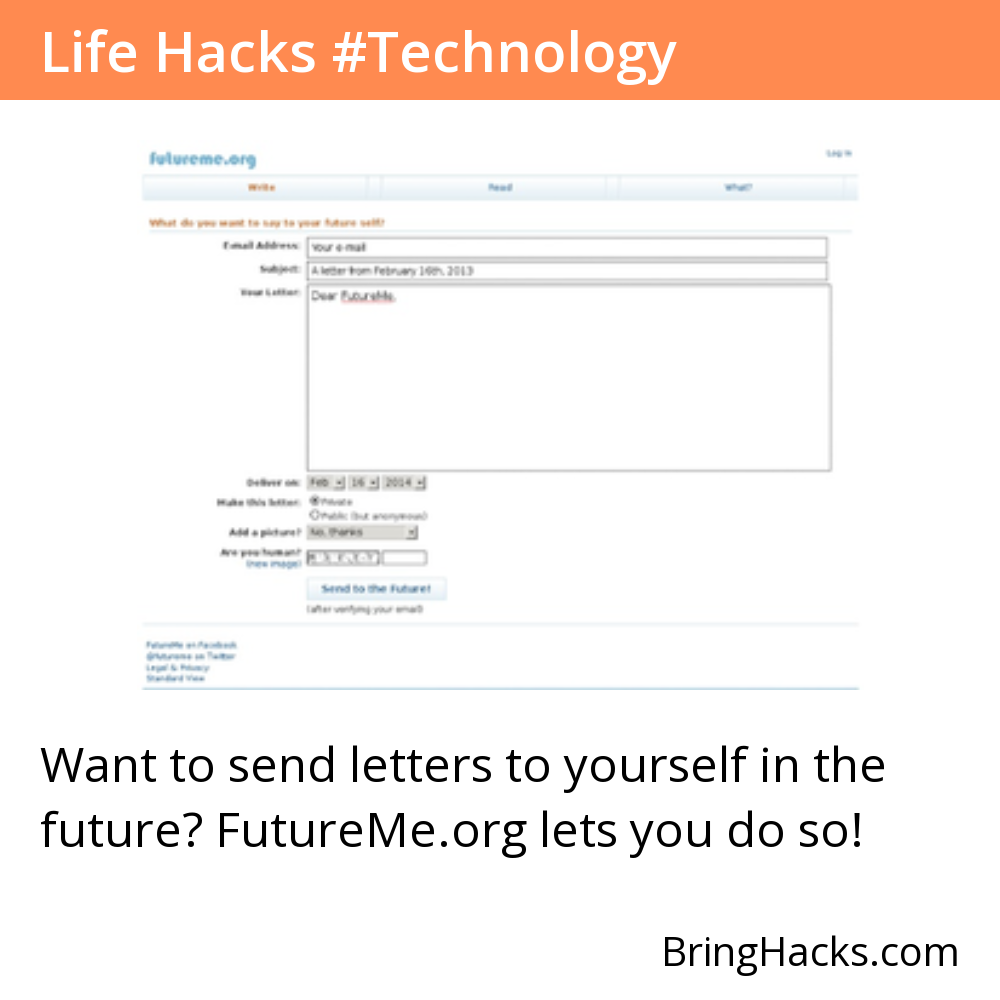 Life Hacks #Technology
futureme.org
Log in
Write Read What?
What do you want to say to your future self?
E-mail Address: Your e-mail
Subject: A letter from February 16th, 2013
Your Letter: Dear FutureMe,
Deliver on: Feb 16 2014
Make this letter: Private
Public (but anonymous)
Add a picture? No, thanks
Are you human?
(new image)
Send to the Future!
(after verifying your email)
FutureMe on Facebook
@futureme on Twitter
Legal & Privacy
Standard View
Want to send letters to yourself in the
future? FutureMe.org lets you do so!
BringHacks.com